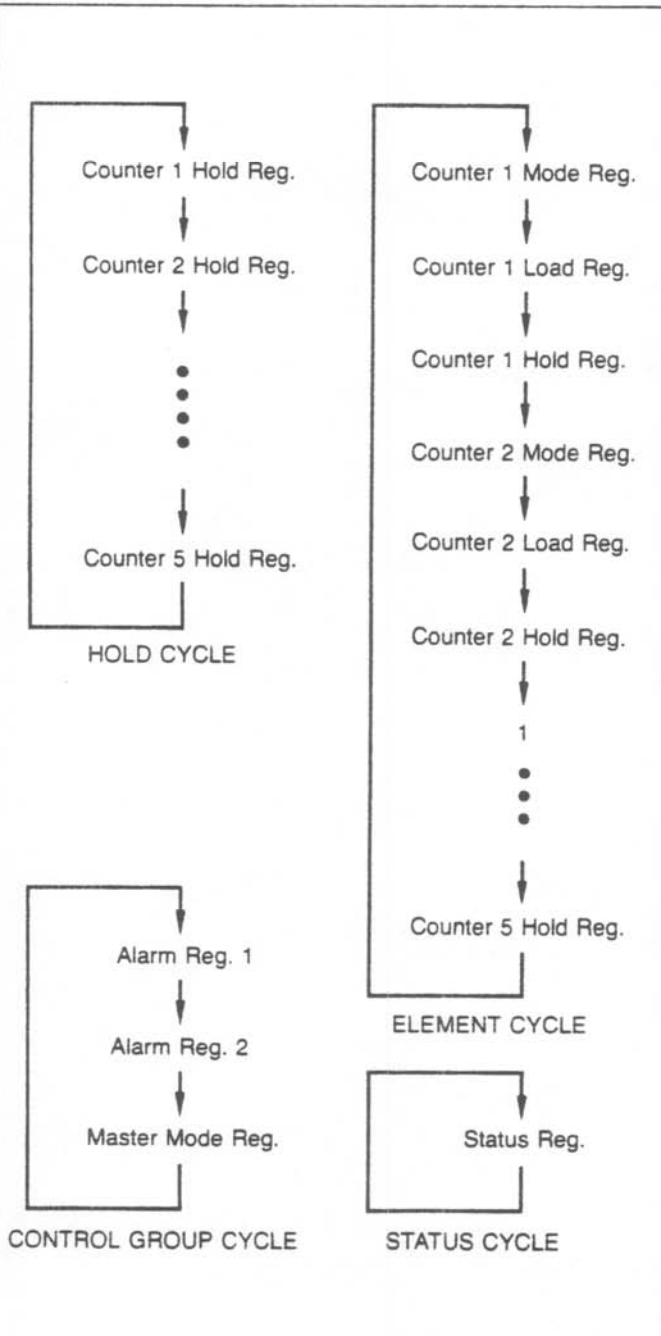 Counter 1 Hold Reg.
Counter 2 Hold Reg.
Counter 5 Hold Reg.
HOLD CYCLE
Counter 1 Mode Reg.
Counter 1 Load Reg.
Counter 1 Hold Reg.
Counter 2 Mode Reg.
Counter 2 Load Reg.
Counter 2 Hold Reg.
1
Counter 5 Hold Reg.
ELEMENT CYCLE
Alarm Reg. 1
Alarm Reg. 2
Master Mode Reg.
CONTROL GROUP CYCLE
Status Reg.
STATUS CYCLE